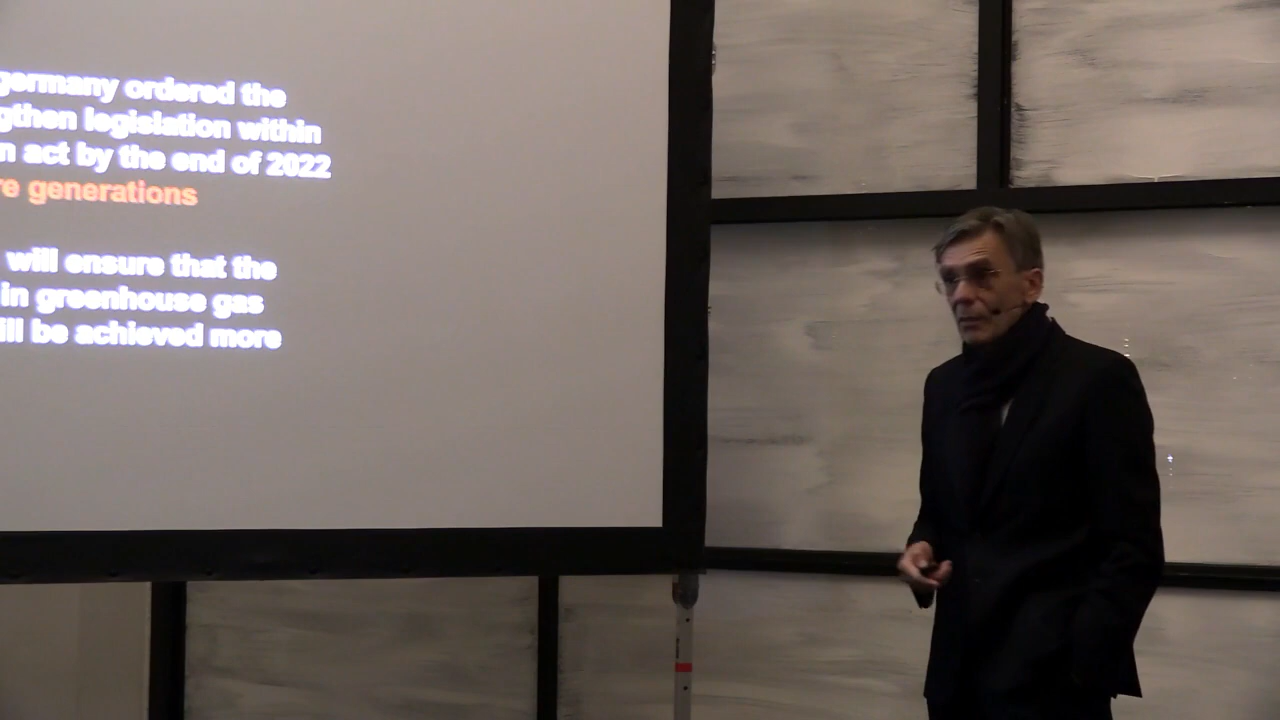 germany ordered the
gthen legislation within
n act by the end of 2022
re generations
will ensure that the
in greenhouse gas
ill be achieved more